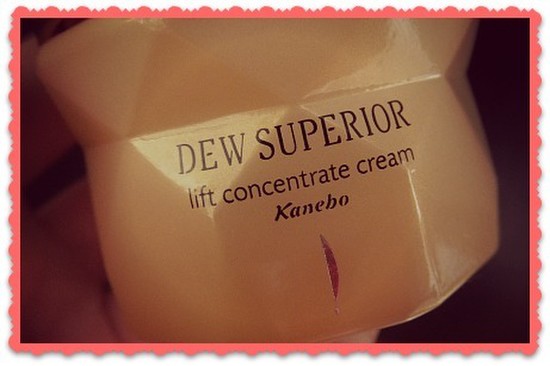 DEW SUPERIOR
lift concentrate cream
Kanebo